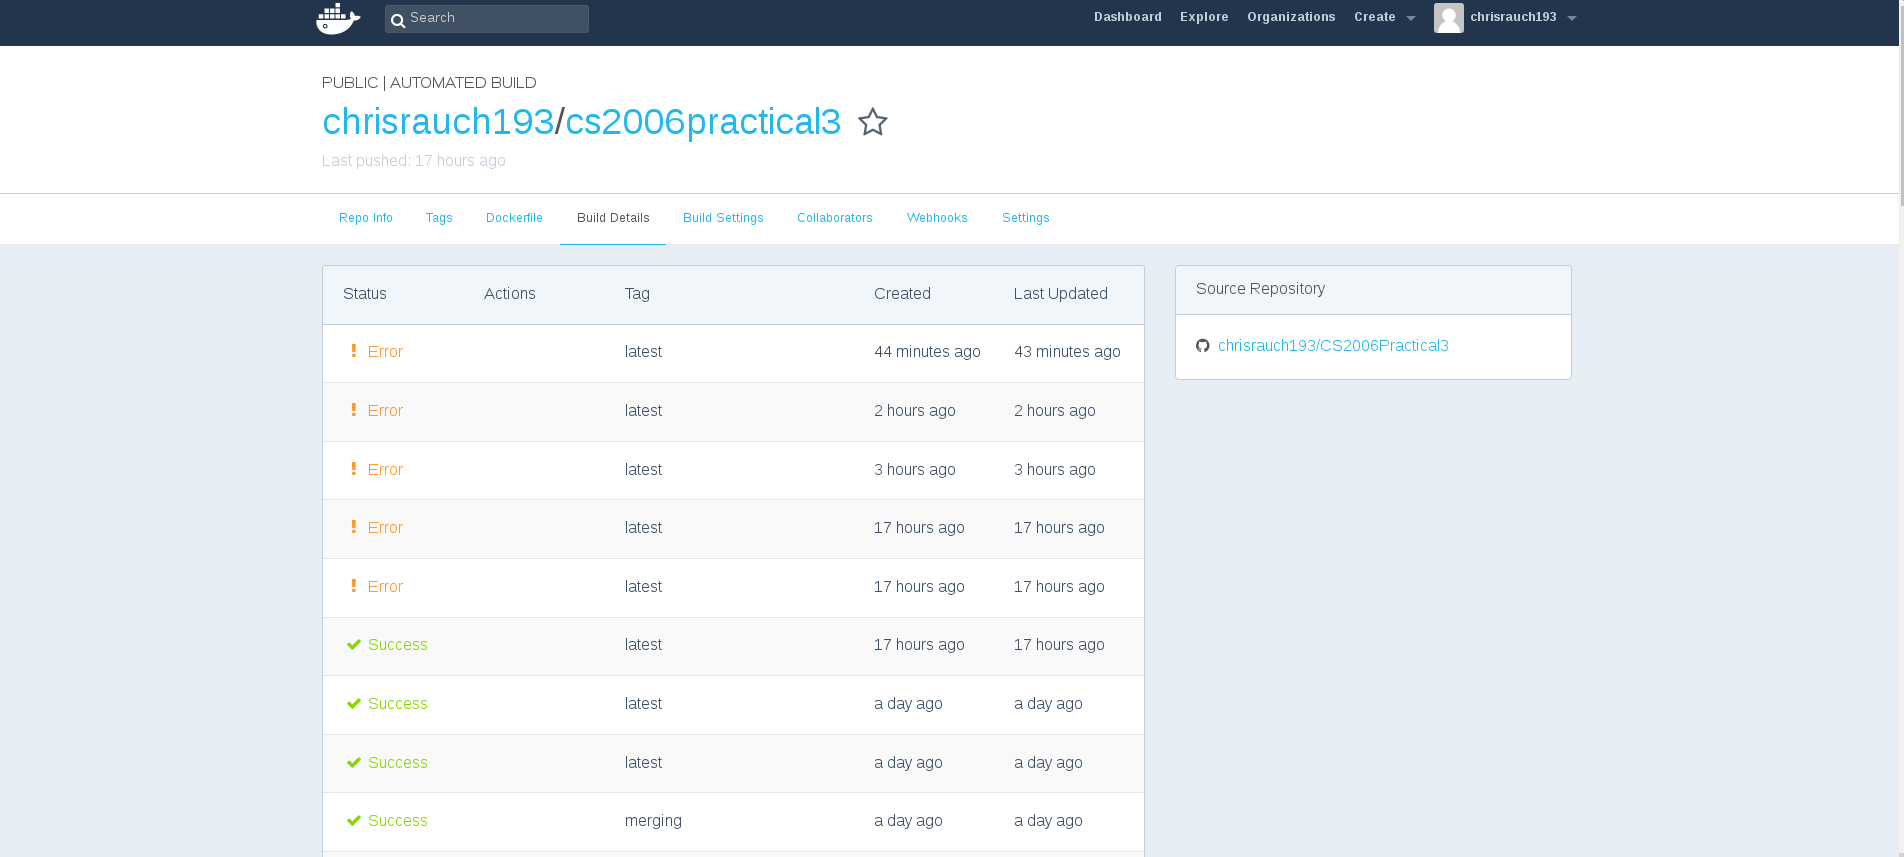 Search
Dashboard Explore Organizations Create chrisrauch193
PUBLIC | AUTOMATED BUILD
chrisrauch193/cs2006practical3
Last pushed: 17 hours ago
Repo Info Tags Dockerfile Build Details Build Settings Collaborators Webhooks Settings
Status Actions Tag Created Last Updated
Error latest 44 minutes ago 43 minutes ago
Error latest 2 hours ago 2 hours ago
Error latest 3 hours ago 3 hours ago
Error latest 17 hours ago 17 hours ago
Error latest 17 hours ago 17 hours ago
Success latest 17 hours ago 17 hours ago
Success latest a day ago a day ago
Success latest a day ago a day ago
Success merging a day ago a day ago
Source Repository
chrisrauch193/CS2006Practical3